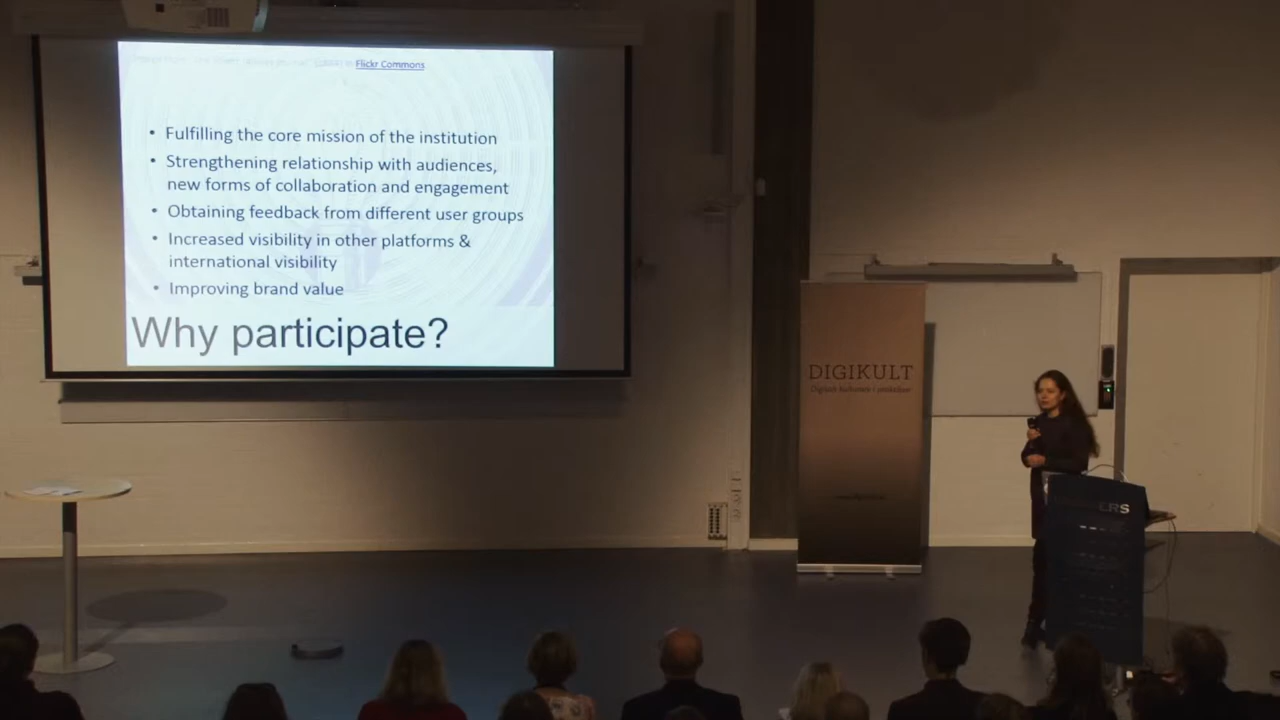 Flickr Commons
• Fulfilling the core mission of the institution
• Strengthening relationship with audiences,
new forms of collaboration and engagement
• Obtaining feedback from different user groups
• Increased visibility in other platforms &
international visibility
• Improving brand value
Why participate?
DIGIKULT
ERS